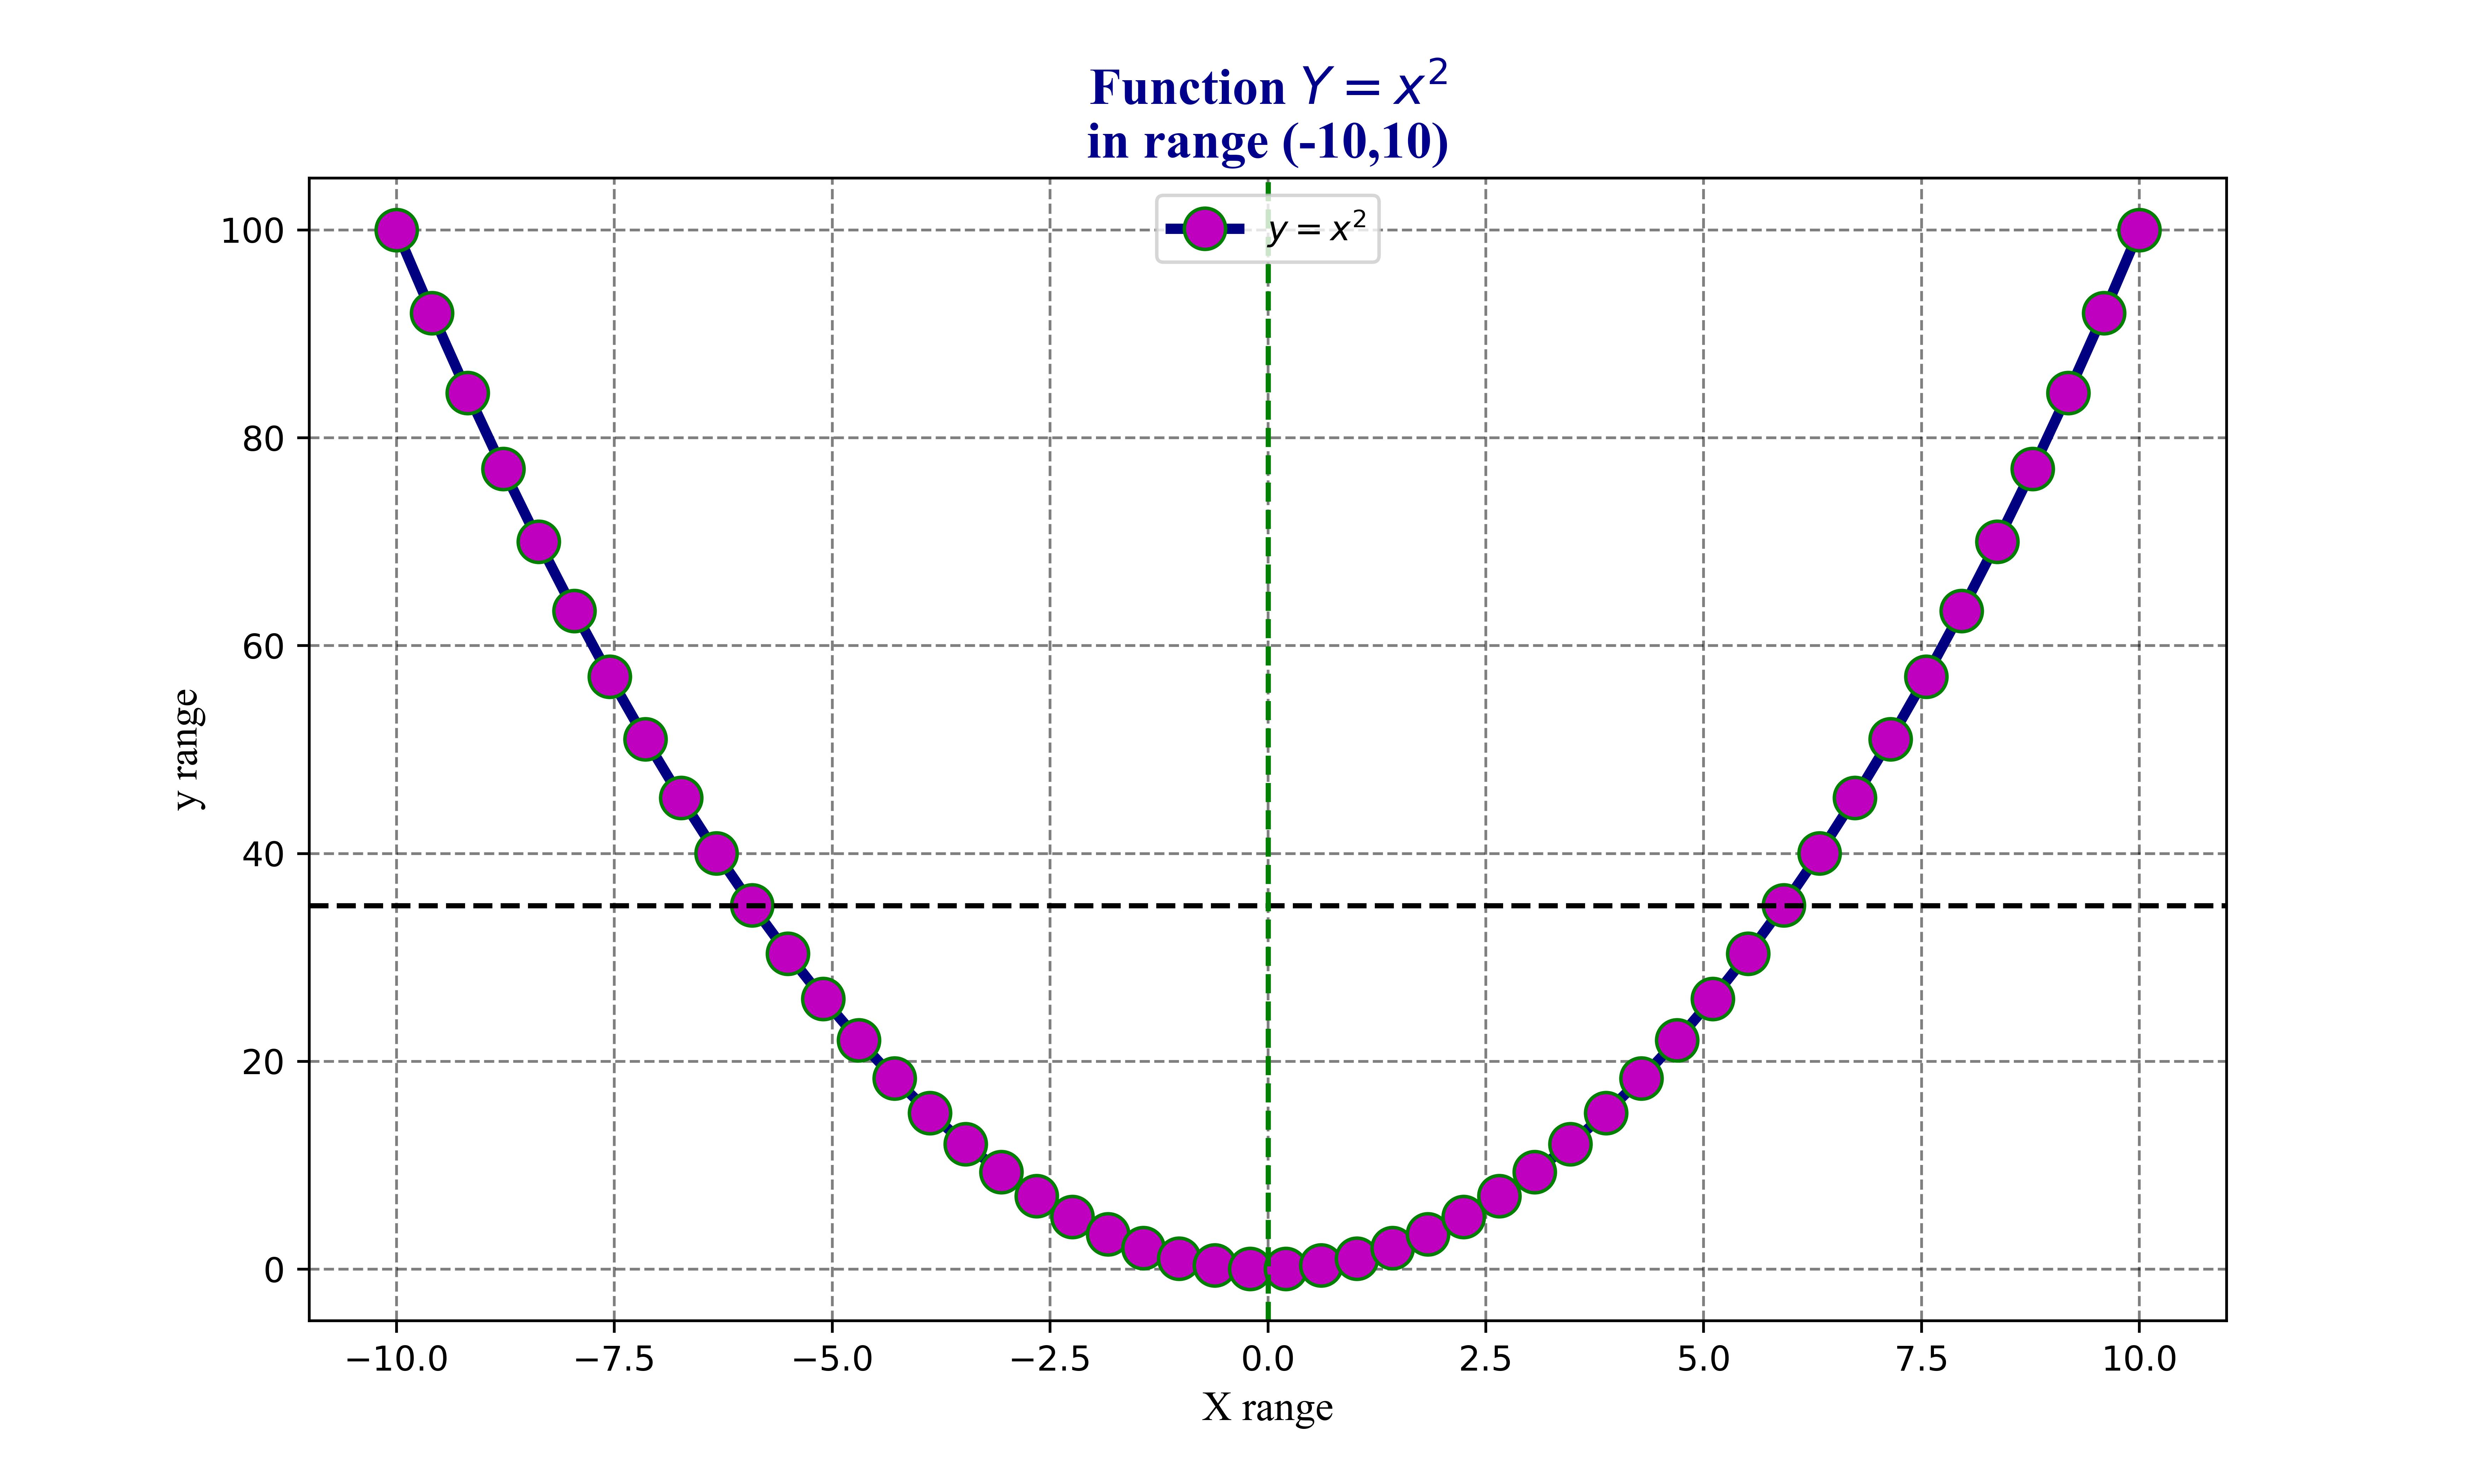 Function Y = x²
in range (-10,10)
y = x²
100
80
60
40
20
0
y range
−10.0 −7.5 −5.0 −2.5 0.0 2.5 5.0 7.5 10.0
X range